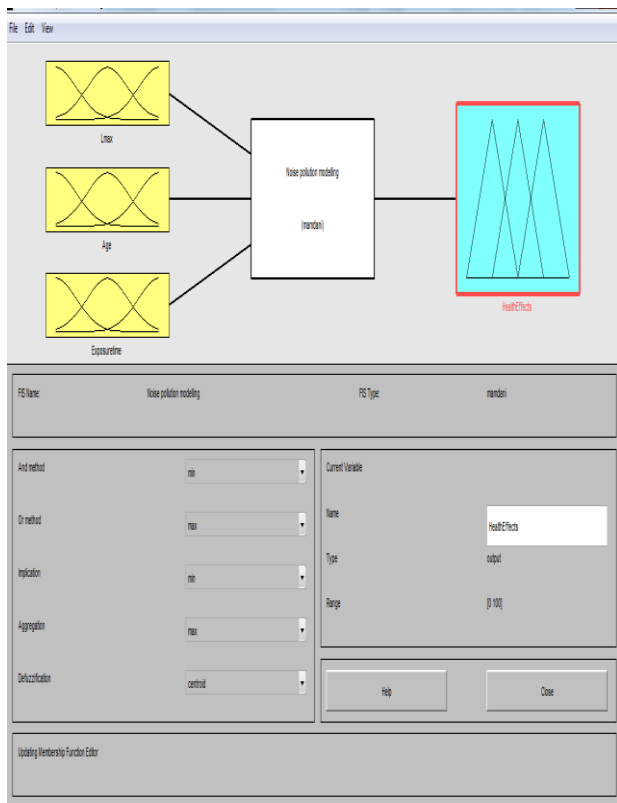 File Edit View
Lmax
Noise pollution modelling
(mamdani)
Age
HealthEffects
Exposuretime
FIS Name: Noise pollution modelling FIS Type: mamdani
And method min
Or method max
Implication min
Aggregation max
Defuzzification centroid
Current Variable
Name HealthEffects
Type output
Range [0 100]
Help Close
Updating Membership Function Editor